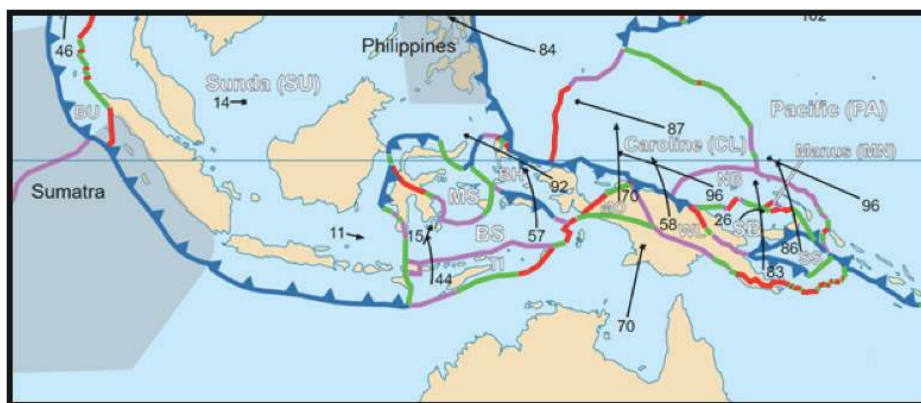 102
46
Philippines
84
Sunda (SU)
14
Pacific (PA)
BU
87
Caroline (CL)
Manus (MN)
Sumatra
BH
92
NB
96
MS
MO
70
96
58
26
SB
11
15
BS
57
WL
86
SS
TI
44
83
70